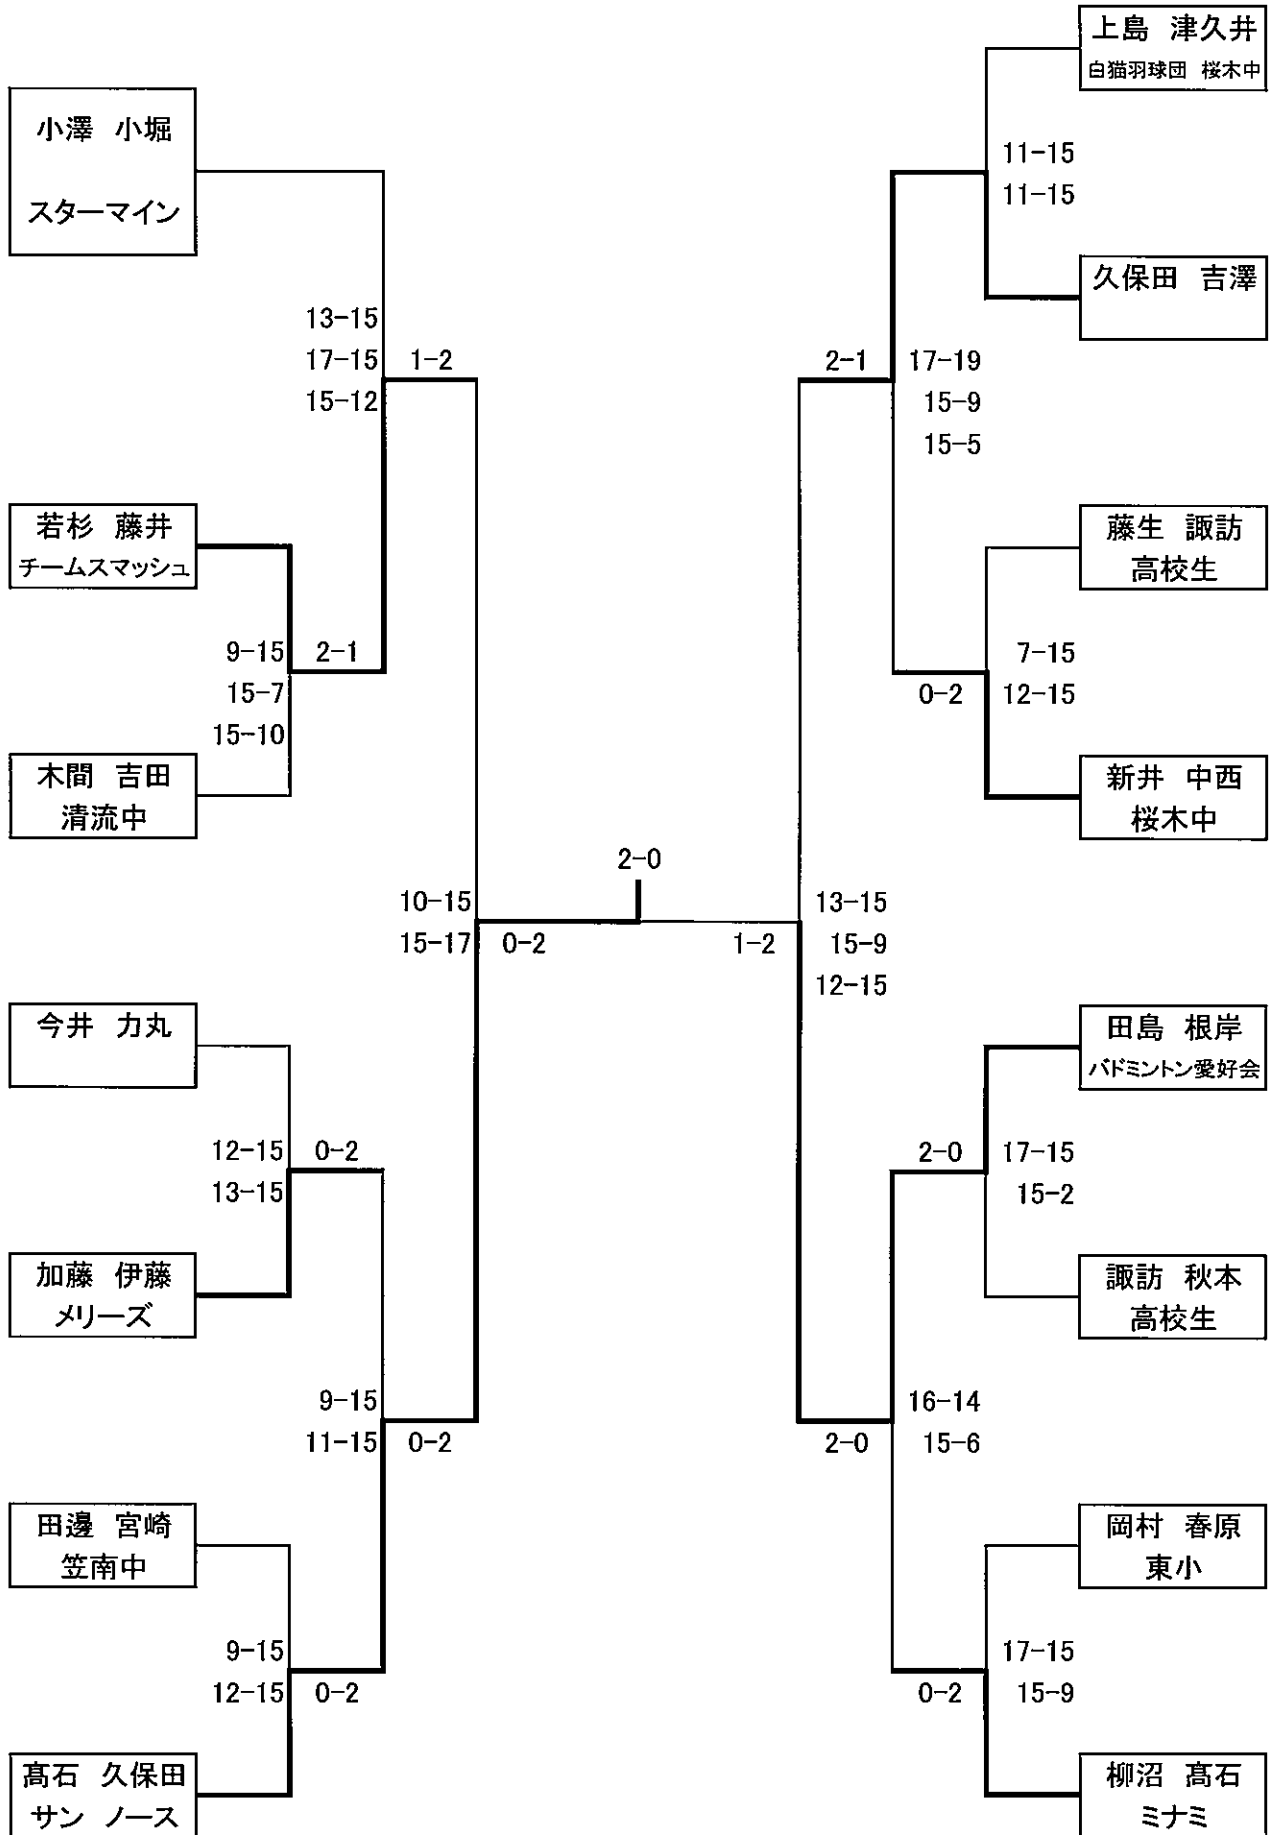 小澤 小堀
スターマイン
13-15
17-15
15-12
1-2
若杉 藤井
チームスマッシュ
9-15
15-7
15-10
2-1
木間 吉田
清流中
10-15
15-17
0-2
今井 力丸
12-15
13-15
0-2
加藤 伊藤
メリーズ
9-15
11-15
0-2
田邊 宮崎
笠南中
9-15
12-15
0-2
髙石 久保田
サン ノース
2-0
上島 津久井
白猫羽球団 桜木中
11-15
11-15
久保田 吉澤
2-1
17-19
15-9
15-5
藤生 諏訪
高校生
7-15
12-15
0-2
新井 中西
桜木中
13-15
15-9
12-15
1-2
田島 根岸
バドミントン愛好会
2-0
17-15
15-2
諏訪 秋本
高校生
16-14
15-6
2-0
岡村 春原
東小
17-15
15-9
0-2
柳沼 髙石
ミナミ